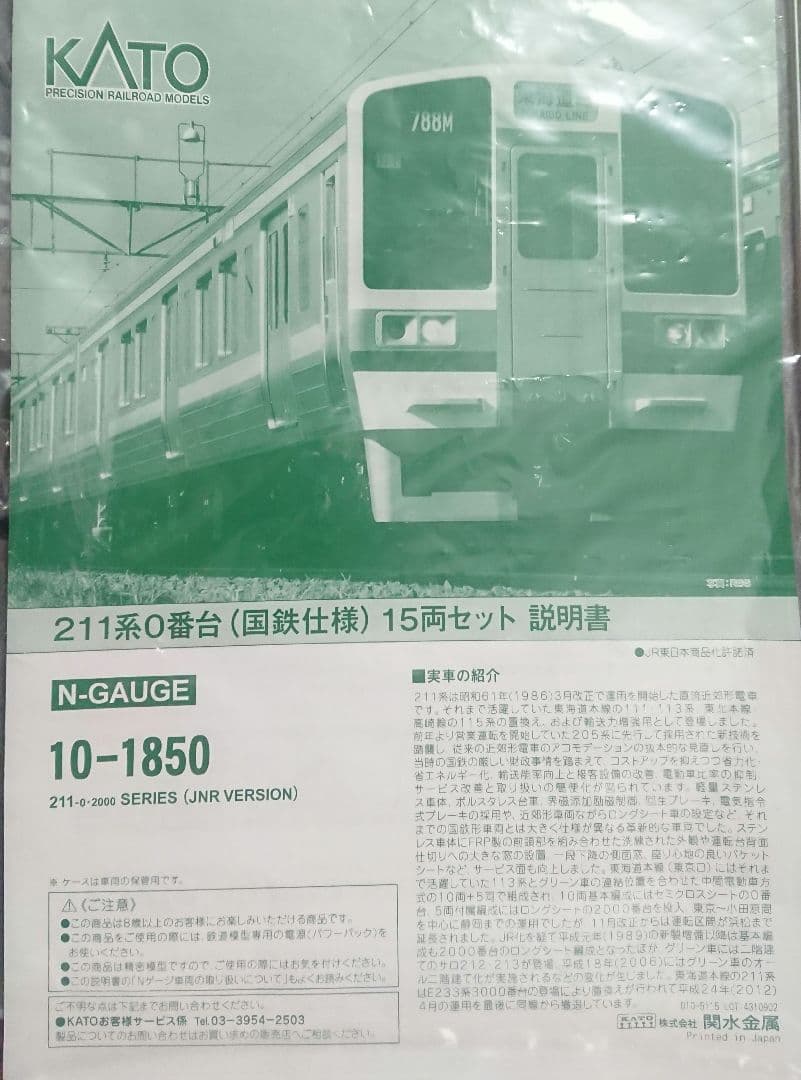 KATO
PRECISION RAILROAD MODELS
788M
211系0番台(国鉄仕様)15両セット 説明書
●JR東日本商品化許諾済
N-GAUGE
10-1850
211-0・2000 SERIES (JNR VERSION)
※ ケースは車両の保管用です。
⚠《ご注意》
●この商品は8歳以上のお客様にお楽しみいただける商品です。
●この商品をご使用の際には、鉄道模型専用の電源(パワーパック)を
お使いください。
●この商品は精密模型ですので、ご使用の際にはお気を付けください。
●この説明書の「Nゲージ車両の取り扱いについて」もよくお読みください。
ご不明な点は下記までお問い合わせください。
●KATOお客様サービス係 Tel.03-3954-2503
製品についてのお問い合わせはお買い求めの販売店へご相談ください。
■実車の紹介
211系は昭和61年(1986)3月改正で運用を開始した直流近郊形電車
です。それまで活躍していた東海道本線の111・113系、東北本線・
高崎線の115系の置換え、および輸送力増強用として登場しました。
前年より営業運転を開始していた205系に先行して採用された新技術を
踏襲し、従来の近郊形電車のアコモデーションの抜本的な見直しを行い、
当時の国鉄の厳しい財政事情を踏まえて、コストアップを抑えつつ省力化・
省エネルギー化、輸送能率向上と接客設備の改善、電動車比率の抑制、
サービス改善と取り扱いの簡便化が図られています。軽量ステンレ
ス車体、ボルスタレス台車、界磁添加励磁制御、回生ブレーキ、電気指令
式ブレーキの採用や、近郊形車両ながらロングシート車の設定など、それ
までの国鉄形車両とは大きく仕様が異なる革新的な車両でした。ステン
レス車体にFRP製の前頭部を組み合わせた洗練された外観や運転台背面
仕切りへの大きな窓の設置、一段下降の側面窓、座り心地の良いバケット
シートなど、サービス面も向上しました。東海道本線(東京口)にはそれま
で活躍していた113系とグリーン車の連結位置を合わせた中間電動車方
式の10両+5両で組成され、10両基本編成にはセミクロスシートの0番
台、5両付属編成にはロングシートの2000番台を投入、東京〜小田原間
を中心に静岡までの運用でしたが、11月改正からは運転区間が浜松まで
延長されました。JR化を経て平成元年(1989)の新製増備以降は基本編
成も2000番台のロングシート編成となったほか、グリーン車には二階建
てのサロ212・213が登場、平成18年(2006)にはグリーン車のオー
ル二階建て化が実施されるなどの変化が生じました。東海道本線の211系
はE233系3000番台の登場により置換えが行われて平成24年(2012)
4月の運用を最後に同線から撤退しています。
LOT 4310902
KATO 株式会社 関水金属
Printed in Japan